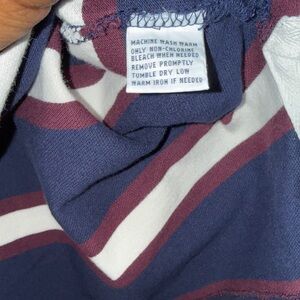 MACHINE WASH WARM
ONLY NON-CHLORINE
BLEACH WHEN NEEDED
REMOVE PROMPTLY
TUMBLE DRY LOW
WARM IRON IF NEEDED